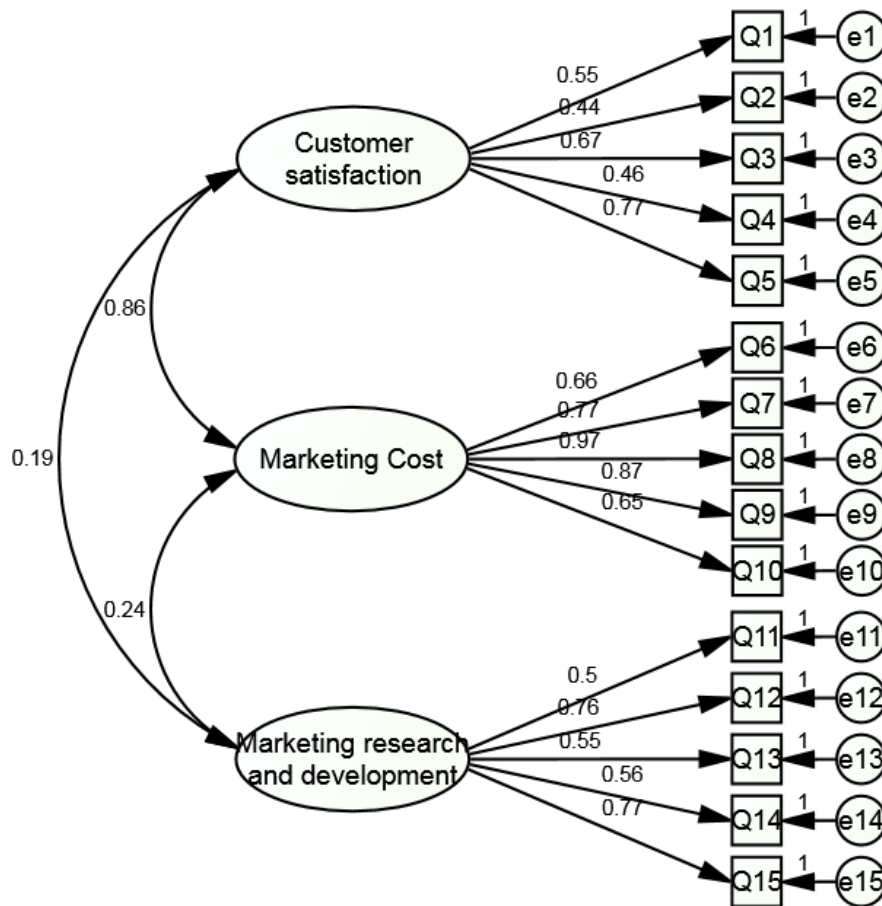 Q1
1
e1
0.55
Q2
1
e2
0.44
Customer
satisfaction
0.67
Q3
1
e3
0.46
Q4
1
e4
0.77
Q5
1
e5
0.86
Q6
1
e6
0.66
Q7
1
e7
0.77
0.19
Marketing Cost
0.97
Q8
1
e8
0.87
Q9
1
e9
0.65
Q10
1
e10
0.24
Q11
1
e11
0.5
Q12
1
e12
0.76
Marketing research
and development
0.55
Q13
1
e13
0.56
Q14
1
e14
0.77
Q15
1
e15